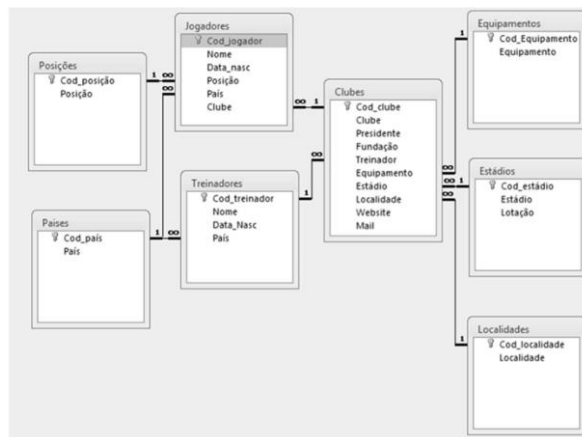 Posições
Cod_posição
Posição
Jogadores
Cod_jogador
Nome
Data_nasc
Posição
País
Clube
Paises
Cod_país
País
Treinadores
Cod_treinador
Nome
Data_Nasc
País
Clubes
Cod_clube
Clube
Presidente
Fundação
Treinador
Equipamento
Estádio
Localidade
Website
Mail
Equipamentos
Cod_Equipamento
Equipamento
Estádios
Cod_estádio
Estádio
Lotação
Localidades
Cod_localidade
Localidade
1 ∞
1 ∞
∞ 1
1 ∞
∞ 1
∞ 1
∞ 1